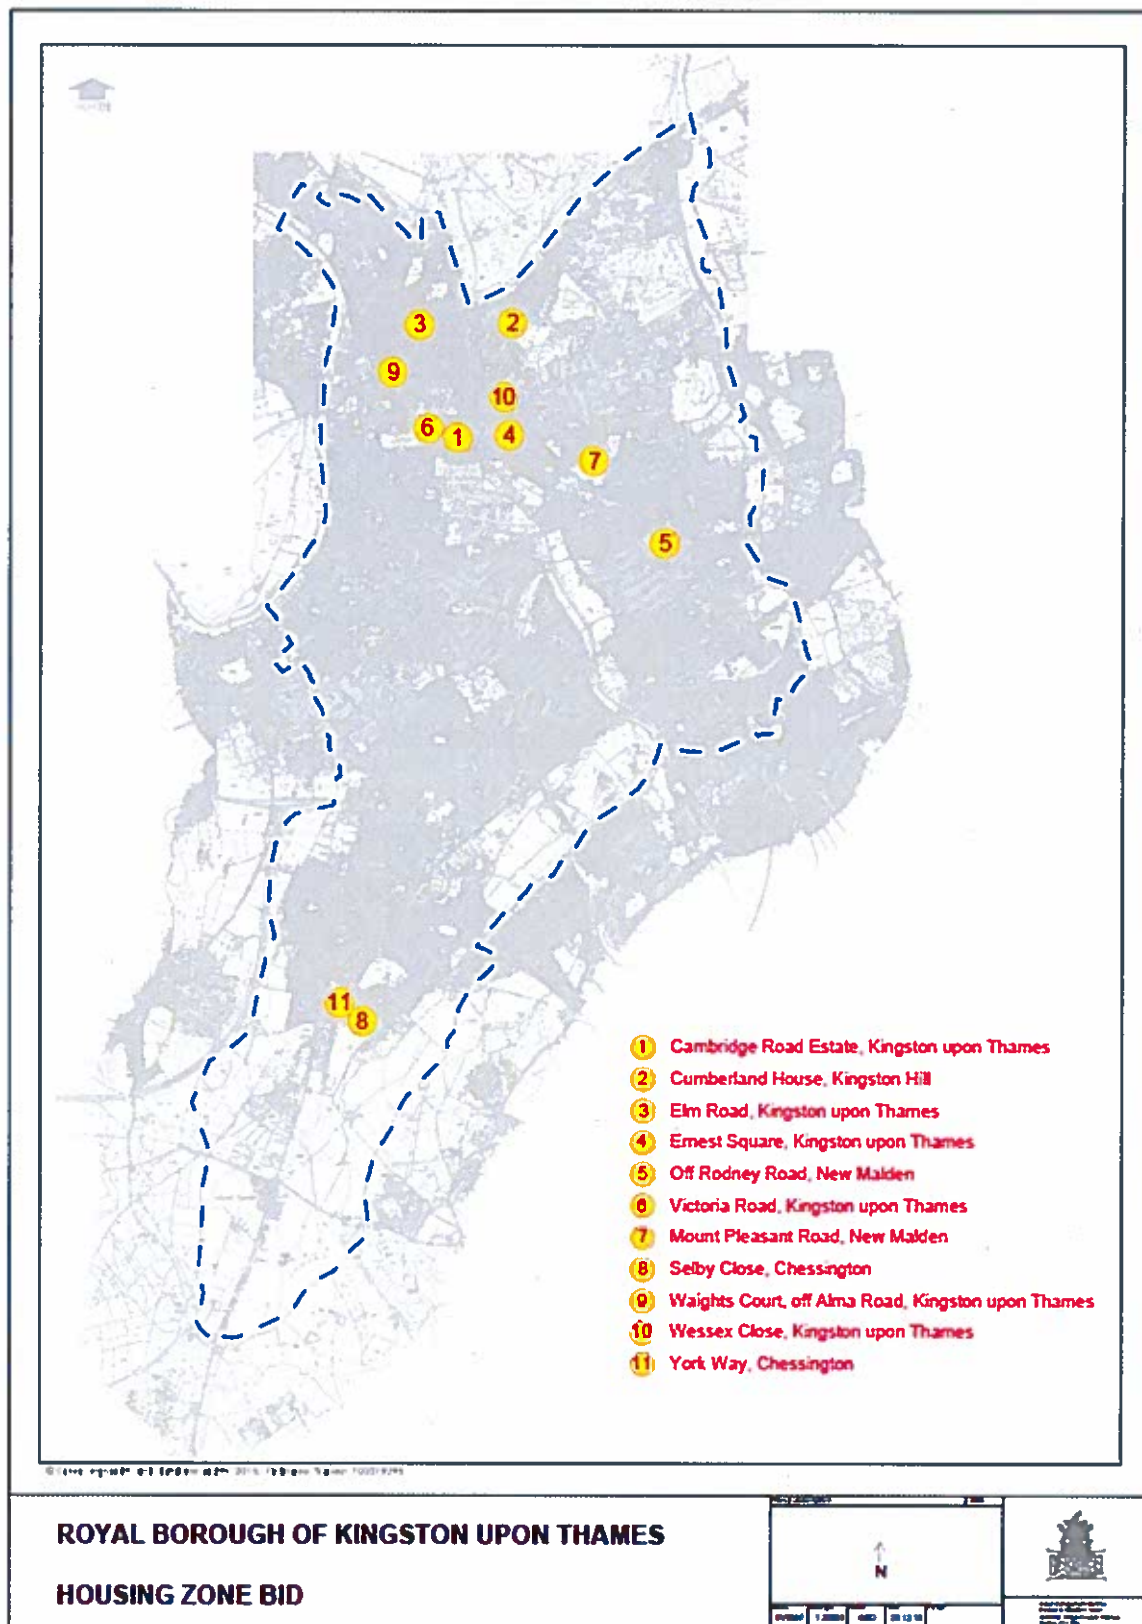 3
2
9
10
6
1
4
7
5
11
8
1 Cambridge Road Estate, Kingston upon Thames
2 Cumberland House, Kingston Hill
3 Elm Road, Kingston upon Thames
4 Ernest Square, Kingston upon Thames
5 Off Rodney Road, New Malden
6 Victoria Road, Kingston upon Thames
7 Mount Pleasant Road, New Malden
8 Selby Close, Chessington
9 Waights Court, off Alma Road, Kingston upon Thames
10 Wessex Close, Kingston upon Thames
11 York Way, Chessington
ROYAL BOROUGH OF KINGSTON UPON THAMES
HOUSING ZONE BID
N